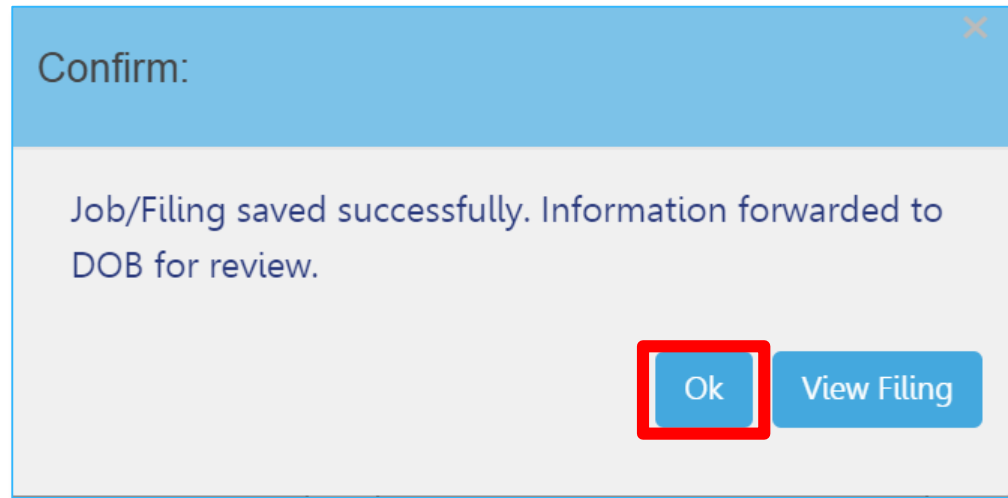 Confirm:
Job/Filing saved successfully. Information forwarded to
DOB for review.
Ok
View Filing